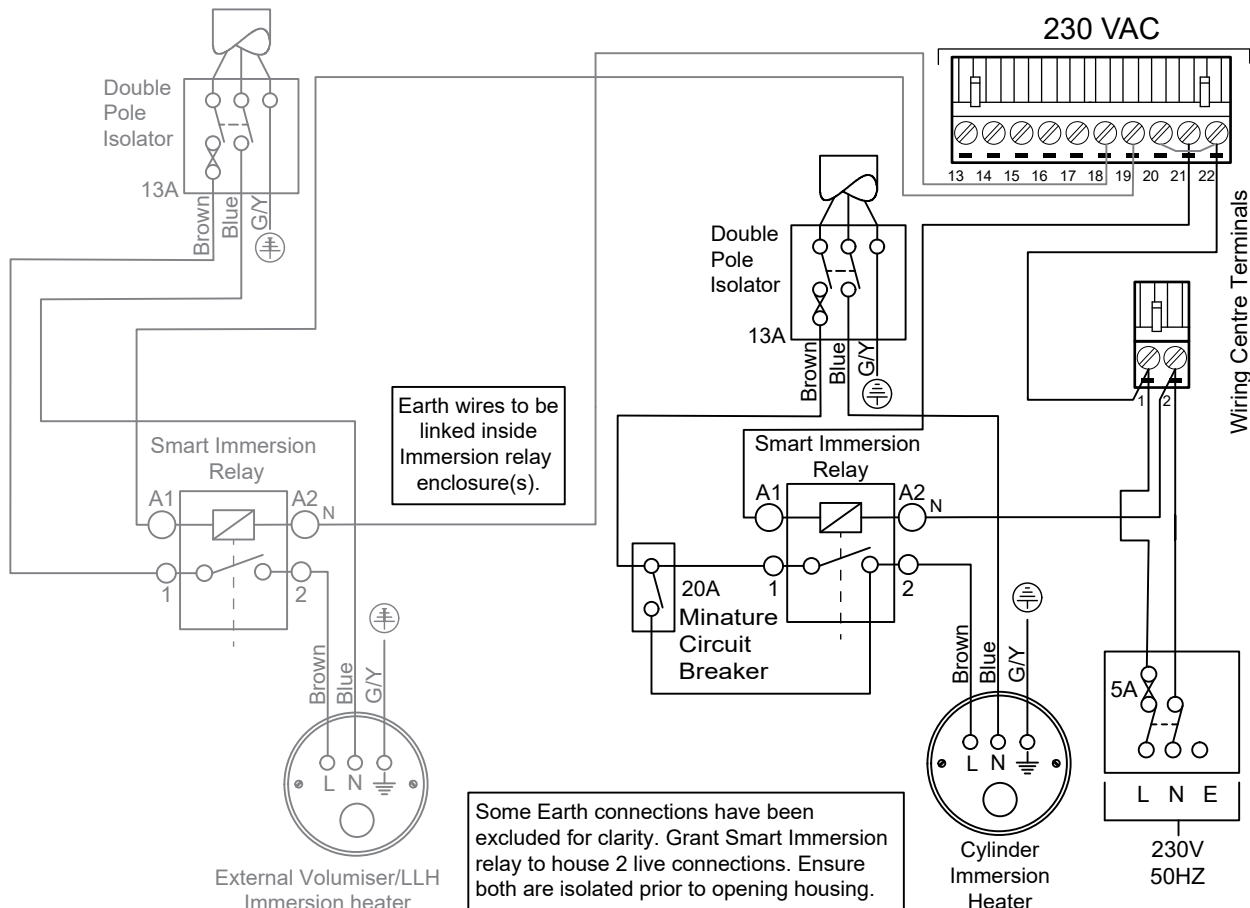 230 VAC
13 14 15 16 17 18 19 20 21 22
Wiring Centre Terminals
Double
Pole
Isolator
13A
Brown
Blue
G/Y
Double
Pole
Isolator
13A
Brown
Blue
G/Y
1 2
Earth wires to be
linked inside
Immersion relay
enclosure(s).
Smart Immersion
Relay
A1
A2
N
1
2
Smart Immersion
Relay
A1
A2
N
1
2
20A
Minature
Circuit
Breaker
Brown
Blue
G/Y
L N
External Volumiser/LLH
Immersion heater
Brown
Blue
G/Y
L N
Cylinder
Immersion
Heater
5A
L N E
230V
50HZ
Some Earth connections have been
excluded for clarity. Grant Smart Immersion
relay to house 2 live connections. Ensure
both are isolated prior to opening housing.